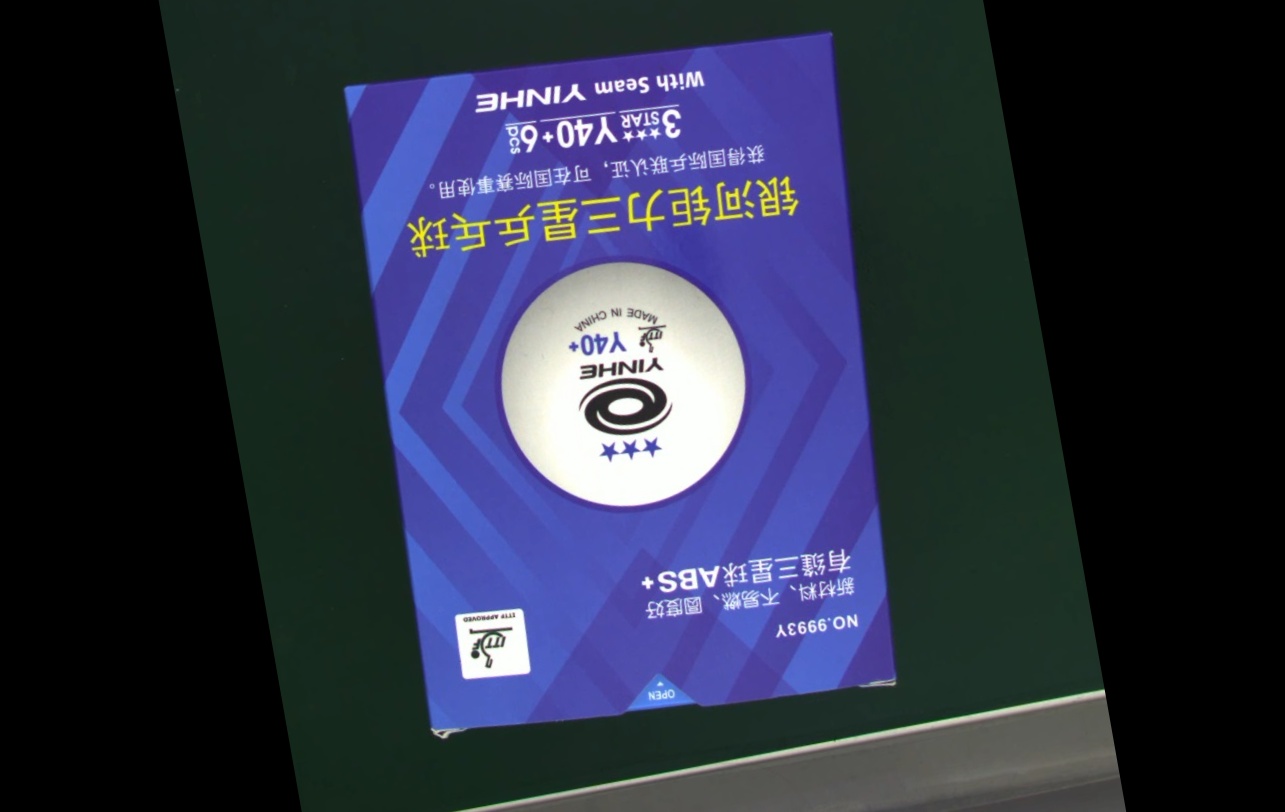 OPEN
NO.9993Y
新材料、不易燃、圆度好
有缝三星球ABS+
ITTF APPROVED
★★★
YINHE
Y40+
MADE IN CHINA
银河钜力三星乒乓球
获得国际乒联认证，可在国际赛事使用。
3★★★ STAR Y40+ 6PCS
With Seam YINHE